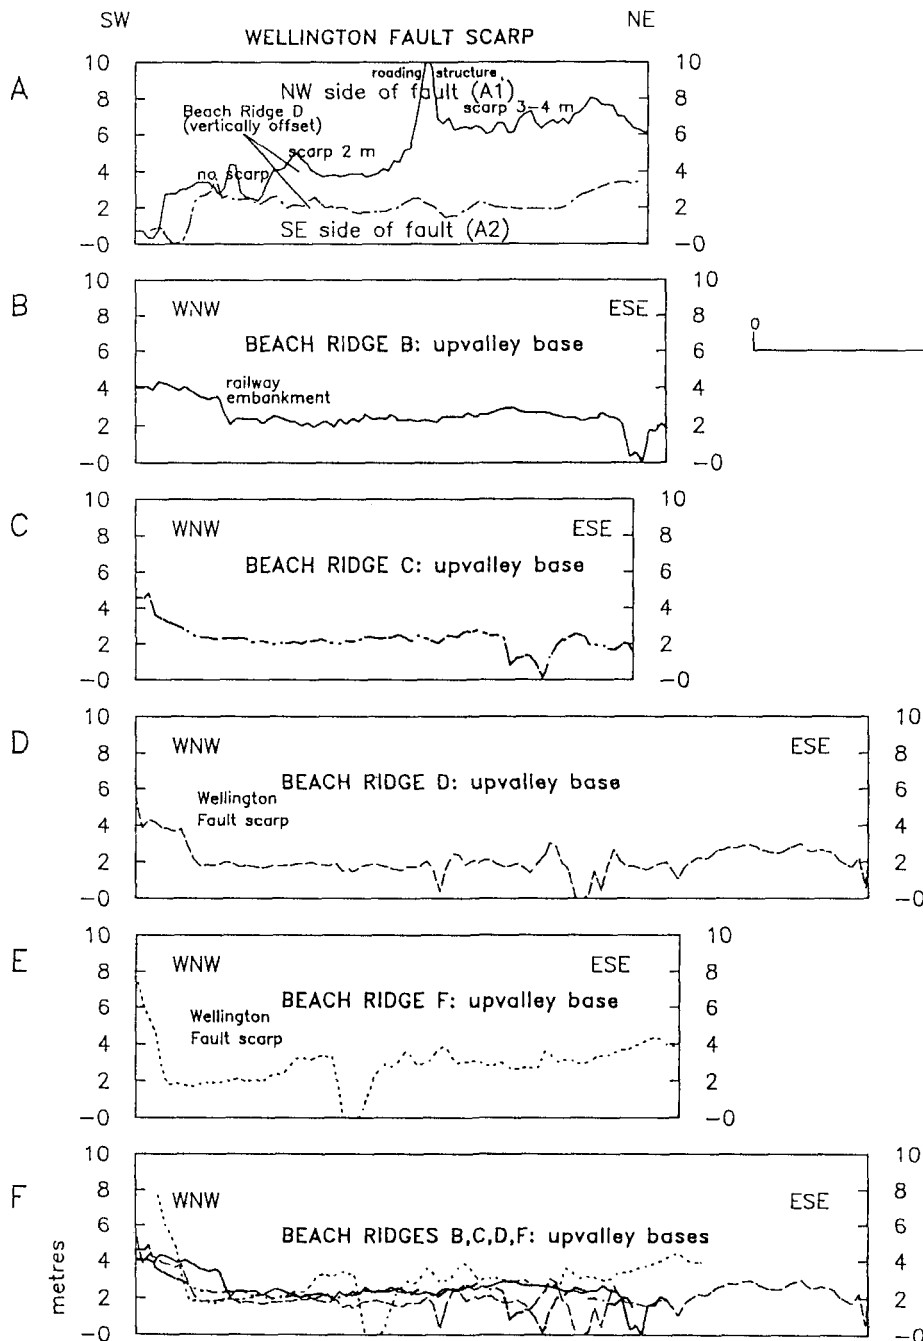 SW NE
WELLINGTON FAULT SCARP
A
10 10
roading structure
8 NW side of fault (A1) 8
scarp 3-4 m
Beach Ridge D
(vertically offset)
6 6
scarp 2 m
4 4
no scarp
2 2
SE side of fault (A2)
-0 -0
B
10 10
WNW ESE
8 8
BEACH RIDGE B: upvalley base
0
6 6
railway
embankment
4 4
2 2
-0 -0
C
10 10
WNW ESE
8 8
BEACH RIDGE C: upvalley base
6 6
4 4
2 2
-0 -0
D
10 10
WNW ESE
8 8
BEACH RIDGE D: upvalley base
6 6
Wellington
Fault scarp
4 4
2 2
-0 -0
E
10 10
WNW ESE
8 8
BEACH RIDGE F: upvalley base
6 6
Wellington
Fault scarp
4 4
2 2
-0 -0
F
10 10
WNW ESE
8 8
BEACH RIDGES B,C,D,F: upvalley bases
6 6
4 4
2 2
-0 -0
metres